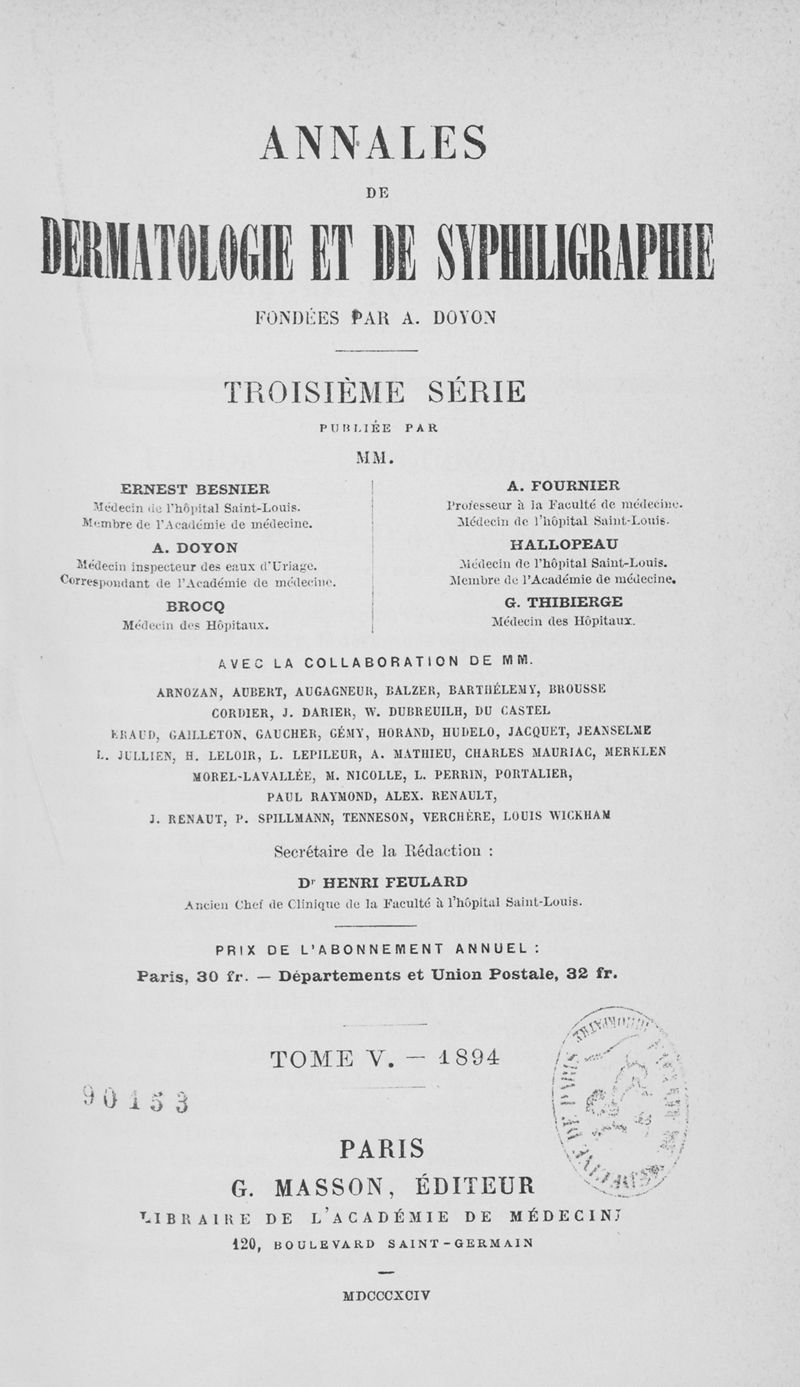 ANNALES
DE
DERMATOLOGIE ET DE SYPHILIGRAPHIE
FONDÉES PAR A. DOYON
TROISIÈME SÉRIE
PUBLIÉE PAR
MM.
ERNEST BESNIER
Médecin de l'hôpital Saint-Louis.
Membre de l'Académie de médecine.
A. DOYON
Médecin inspecteur des eaux d'Uriage.
Correspondant de l'Académie de médecine.
BROCQ
Médecin des Hôpitaux.
A. FOURNIER
Professeur à la Faculté de médecine.
Médecin de l'hôpital Saint-Louis.
HALLOPEAU
Médecin de l'hôpital Saint-Louis.
Membre de l'Académie de médecine.
G. THIBIERGE
Médecin des Hôpitaux.
AVEC LA COLLABORATION DE MM.
ARNOZAN, AUBERT, AUGAGNEUR, BALZER, BARTHÉLEMY, BROUSSE
CORDIER, J. DARIER, W. DUBREUILH, DU CASTEL
ERAUD, GAILLETON, GAUCHER, GÉMY, HORAND, HUDELO, JACQUET, JEANSELME
L. JULLIEN, H. LELOIR, L. LEPILEUR, A. MATHIEU, CHARLES MAURIAC, MERKLEN
MOREL-LAVALLÉE, M. NICOLLE, L. PERRIN, PORTALIER,
PAUL RAYMOND, ALEX. RENAULT,
J. RENAUT, P. SPILLMANN, TENNESON, VERCHÈRE, LOUIS WICKHAM
Secrétaire de la Rédaction :
Dr HENRI FEULARD
Ancien Chef de Clinique de la Faculté à l'hôpital Saint-Louis.
PRIX DE L'ABONNEMENT ANNUEL :
Paris, 30 fr. — Départements et Union Postale, 32 fr.
TOME V. — 1894
90153
PARIS
G. MASSON, ÉDITEUR
LIBRAIRE DE L'ACADÉMIE DE MÉDECINE
120, BOULEVARD SAINT-GERMAIN
MDCCCXCIV